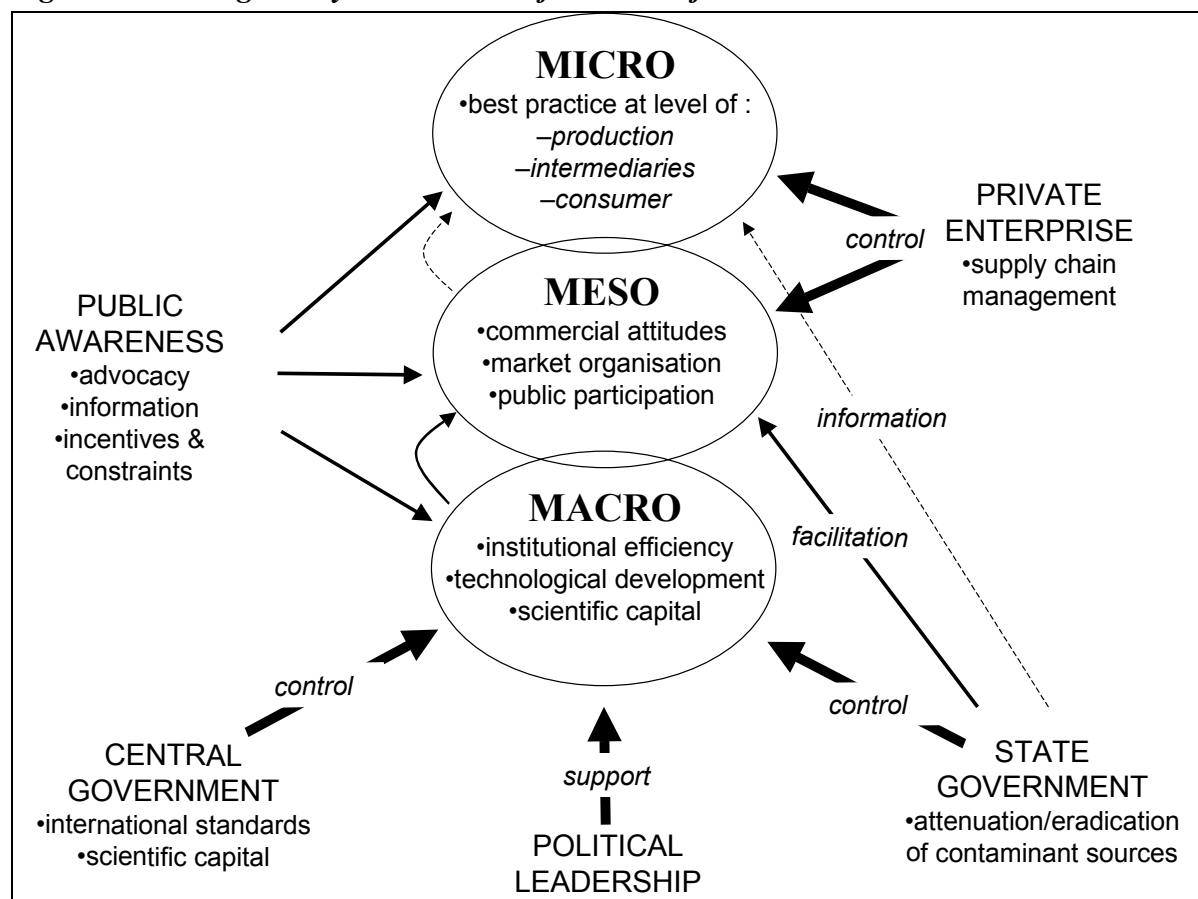 MICRO
•best practice at level of :
–production
–intermediaries
–consumer
PRIVATE
ENTERPRISE
•supply chain
management
control
MESO
•commercial attitudes
•market organisation
•public participation
PUBLIC
AWARENESS
•advocacy
•information
•incentives &
constraints
information
MACRO
•institutional efficiency
•technological development
•scientific capital
facilitation
control
control
CENTRAL
GOVERNMENT
•international standards
•scientific capital
support
POLITICAL
LEADERSHIP
STATE
GOVERNMENT
•attenuation/eradication
of contaminant sources